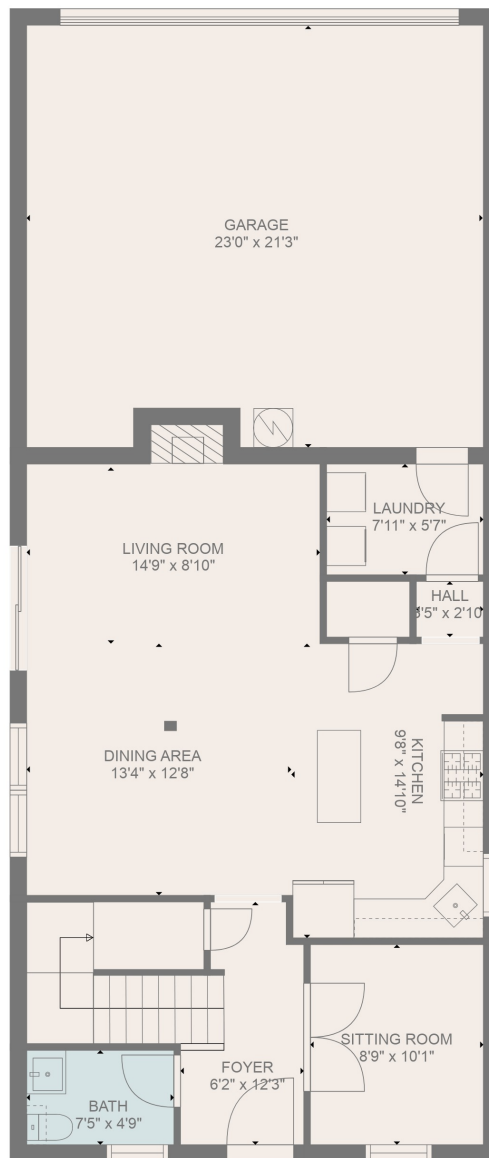 GARAGE
23'0" x 21'3"
LAUNDRY
7'11" x 5'7"
LIVING ROOM
14'9" x 8'10"
HALL
3'5" x 2'10
DINING AREA
13'4" x 12'8"
KITCHEN
9'8" x 14'10"
SITTING ROOM
8'9" x 10'1"
FOYER
6'2" x 12'3"
BATH
7'5" x 4'9"